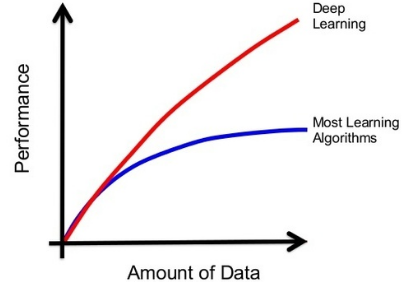 Deep
Learning
Performance
Most Learning
Algorithms
Amount of Data